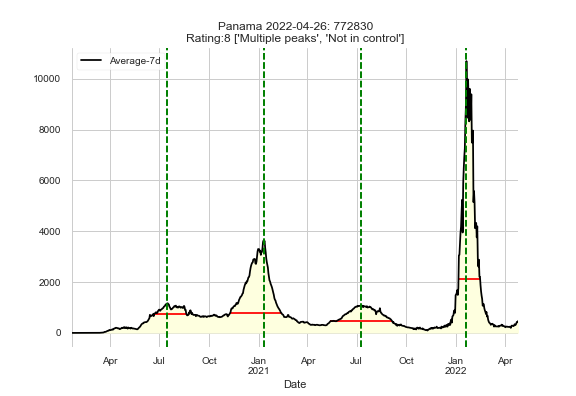 Panama 2022-04-26: 772830
Rating:8 ['Multiple peaks', 'Not in control']
Average-7d
10000
8000
6000
4000
2000
0
Apr Jul Oct Jan Apr Jul Oct Jan Apr
2021 2022
Date